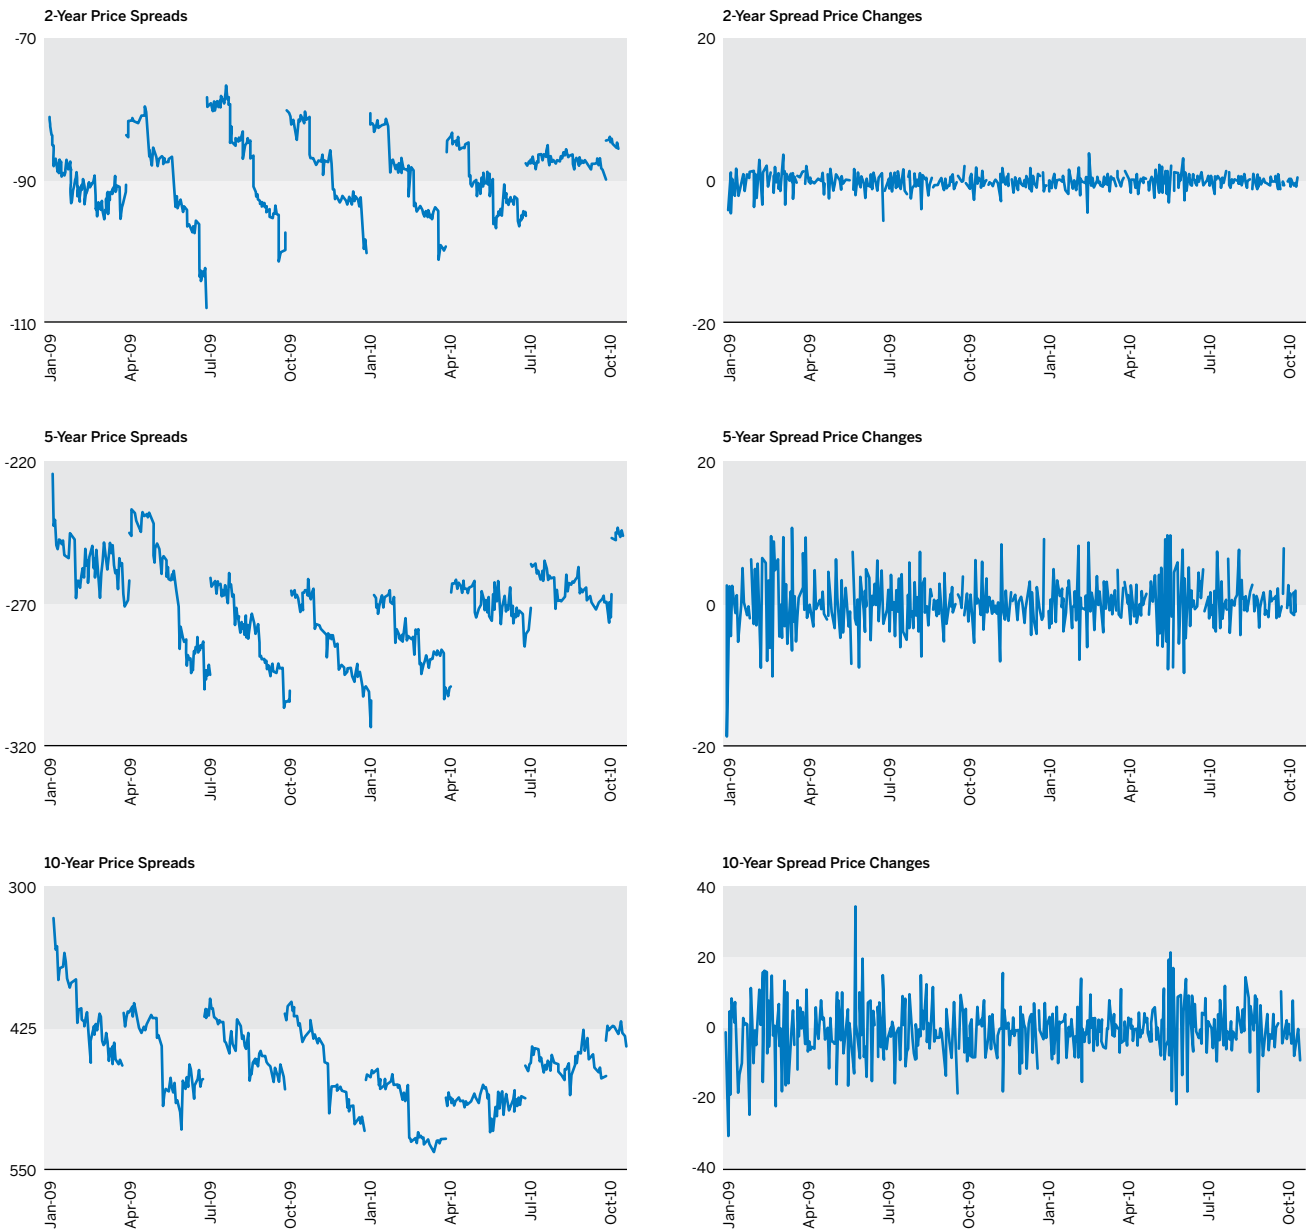 2-Year Price Spreads
-70
-90
-110
Jan-09
Apr-09
Jul-09
Oct-09
Jan-10
Apr-10
Jul-10
Oct-10
2-Year Spread Price Changes
20
0
-20
Jan-09
Apr-09
Jul-09
Oct-09
Jan-10
Apr-10
Jul-10
Oct-10
5-Year Price Spreads
-220
-270
-320
Jan-09
Apr-09
Jul-09
Oct-09
Jan-10
Apr-10
Jul-10
Oct-10
5-Year Spread Price Changes
20
0
-20
Jan-09
Apr-09
Jul-09
Oct-09
Jan-10
Apr-10
Jul-10
Oct-10
10-Year Price Spreads
300
425
550
Jan-09
Apr-09
Jul-09
Oct-09
Jan-10
Apr-10
Jul-10
Oct-10
10-Year Spread Price Changes
40
20
0
-20
-40
Jan-09
Apr-09
Jul-09
Oct-09
Jan-10
Apr-10
Jul-10
Oct-10